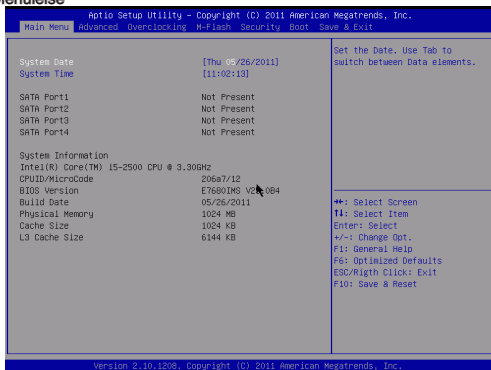 Aptio Setup Utility – Copyright (C) 2011 American Megatrends, Inc.
Main Menu Advanced Overclocking M-Flash Security Boot Save & Exit
System Date [Thu 05/26/2011]
System Time [11:02:13]
SATA Port1 Not Present
SATA Port2 Not Present
SATA Port3 Not Present
SATA Port4 Not Present
System Information
Intel(R) Core(TM) i5-2500 CPU @ 3.30GHz
CPUID/MicroCode 206a7/12
BIOS Version E7680IMS 0B4
Build Date 05/26/2011
Physical Memory 1024 MB
Cache Size 1024 KB
L3 Cache Size 6144 KB
Set the Date. Use Tab to
switch between Data elements.
→←: Select Screen
↑↓: Select Item
Enter: Select
+/-: Change Opt.
F1: General Help
F6: Optimized Defaults
ESC/Rigth Click: Exit
F10: Save & Reset
Version 2.10.1208. Copyright (C) 2011 American Megatrends, Inc.